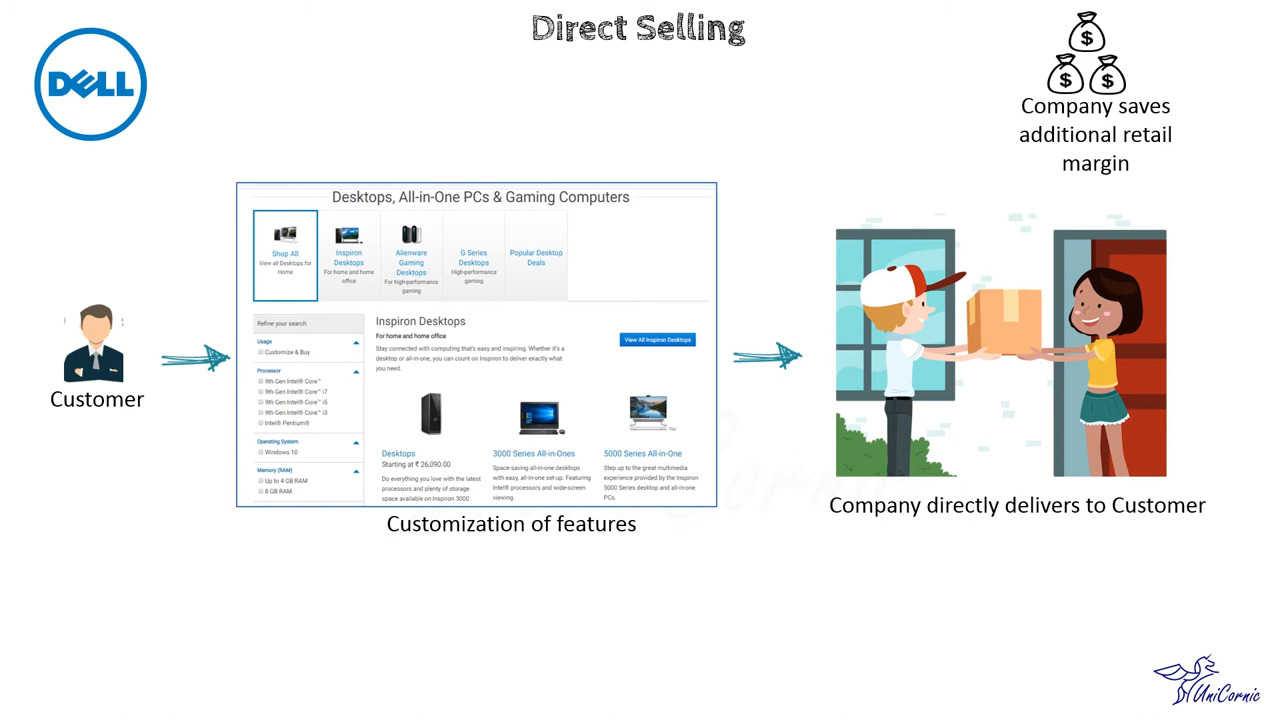 Direct Selling
DELL
$
$ $
Company saves
additional retail
margin
Desktops, All-in-One PCs & Gaming Computers
Shop All
View all Desktops for
Home
Inspiron
Desktops
For home and home
office
Alienware
Gaming
Desktops
For high-performance
gaming
G Series
Desktops
High-performance
gaming
Popular Desktop
Deals
Refine your search
Usage
Customize & Buy
Processor
9th Gen Intel® Core™
9th Gen Intel® Core™ i7
9th Gen Intel® Core™ i5
9th Gen Intel® Core™ i3
Intel® Pentium®
Operating System
Windows 10
Memory (RAM)
Up to 4 GB RAM
8 GB RAM
Inspiron Desktops
For home and home office
Stay connected with computing that's easy and inspiring. Whether it's a
desktop or all-in-one, you can count on Inspiron to deliver exactly what
you need.
View All Inspiron Desktops
Desktops
Starting at ₹ 26,090.00
Do everything you love with the latest
processors and plenty of storage
space available on Inspiron 3000
3000 Series All-in-Ones
Space-saving all-in-one desktops
with easy, all-in-one set-up. Featuring
Intel® processors and wide-screen
viewing.
5000 Series All-in-One
Step up to the great multimedia
experience provided by the Inspiron
5000 Series desktop and all-in-one
PCs.
Customer
Customization of features
Company directly delivers to Customer
UniCornic